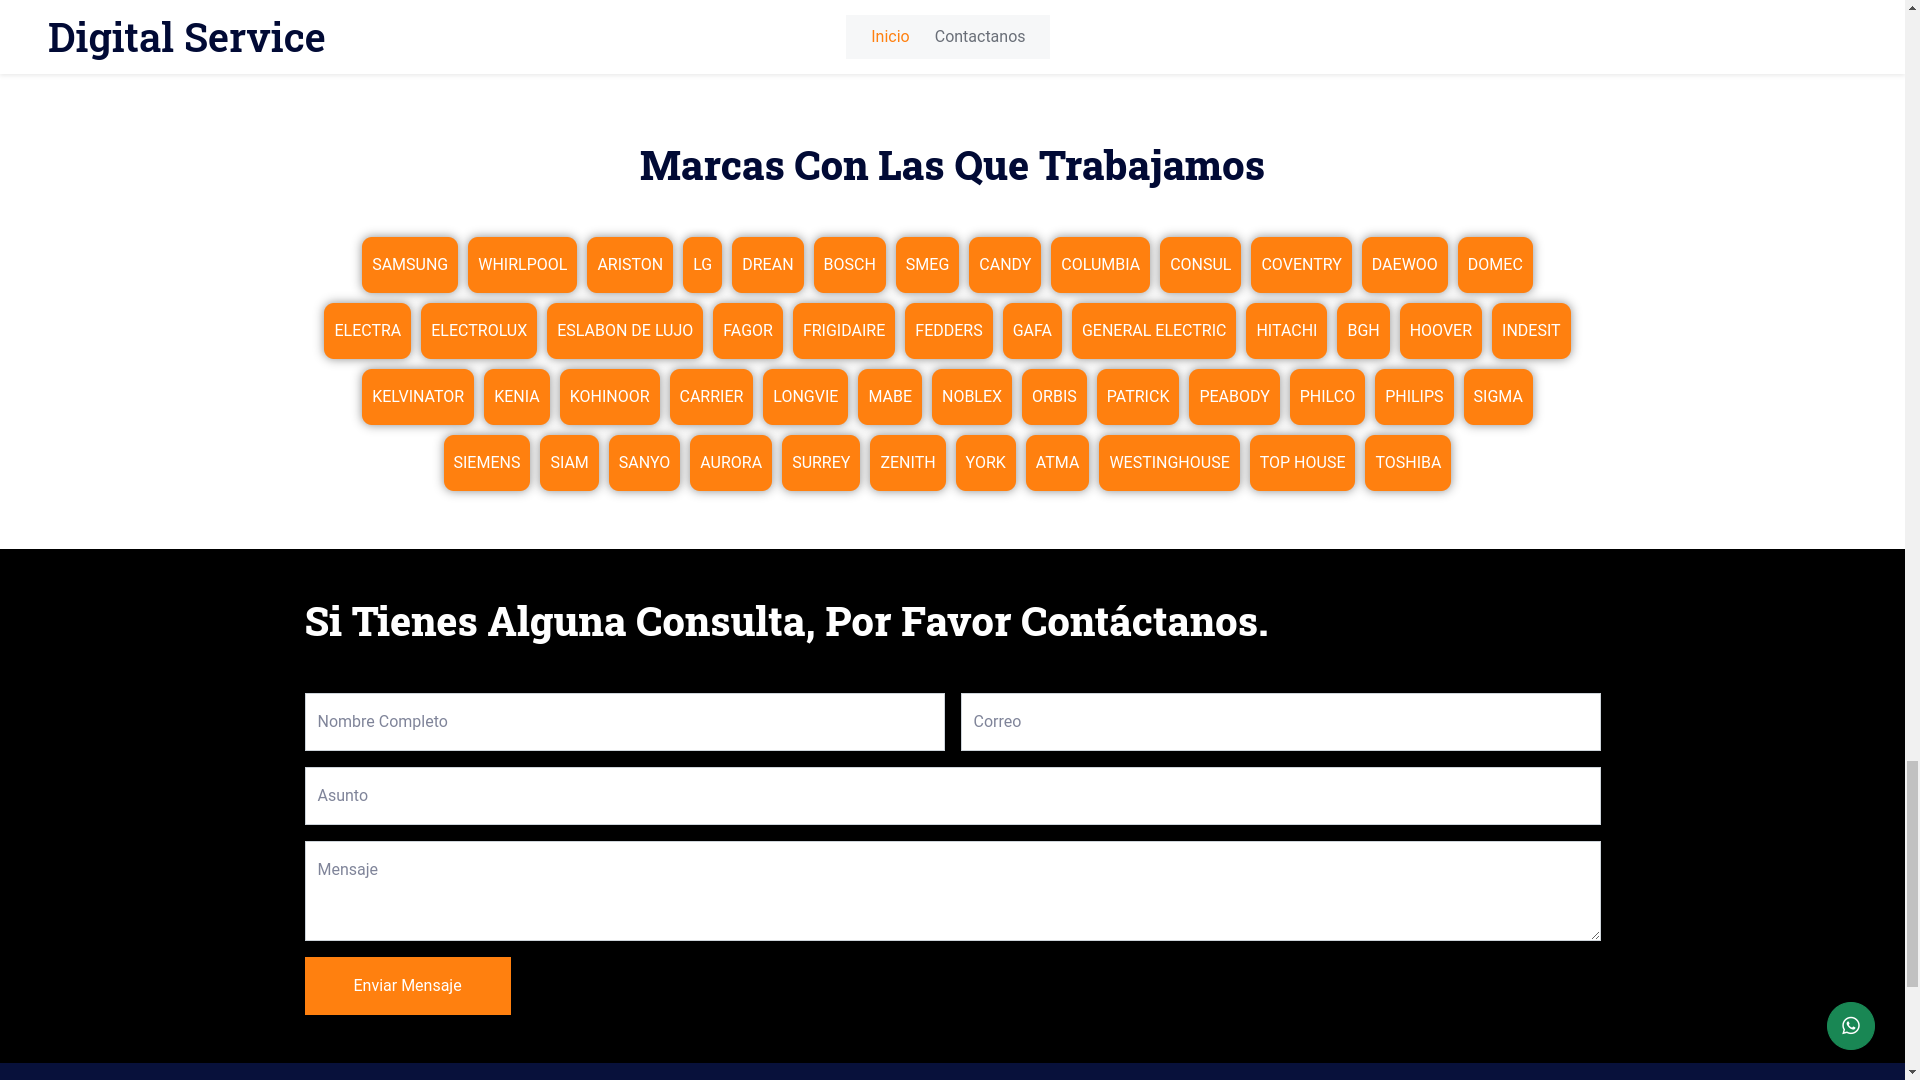 Digital Service
Inicio Contactanos
Marcas Con Las Que Trabajamos
SAMSUNG WHIRLPOOL ARISTON LG DREAN BOSCH SMEG CANDY COLUMBIA CONSUL COVENTRY DAEWOO DOMEC
ELECTRA ELECTROLUX ESLABON DE LUJO FAGOR FRIGIDAIRE FEDDERS GAFA GENERAL ELECTRIC HITACHI BGH HOOVER INDESIT
KELVINATOR KENIA KOHINOOR CARRIER LONGVIE MABE NOBLEX ORBIS PATRICK PEABODY PHILCO PHILIPS SIGMA
SIEMENS SIAM SANYO AURORA SURREY ZENITH YORK ATMA WESTINGHOUSE TOP HOUSE TOSHIBA
Si Tienes Alguna Consulta, Por Favor Contáctanos.
Nombre Completo Correo
Asunto
Mensaje
Enviar Mensaje